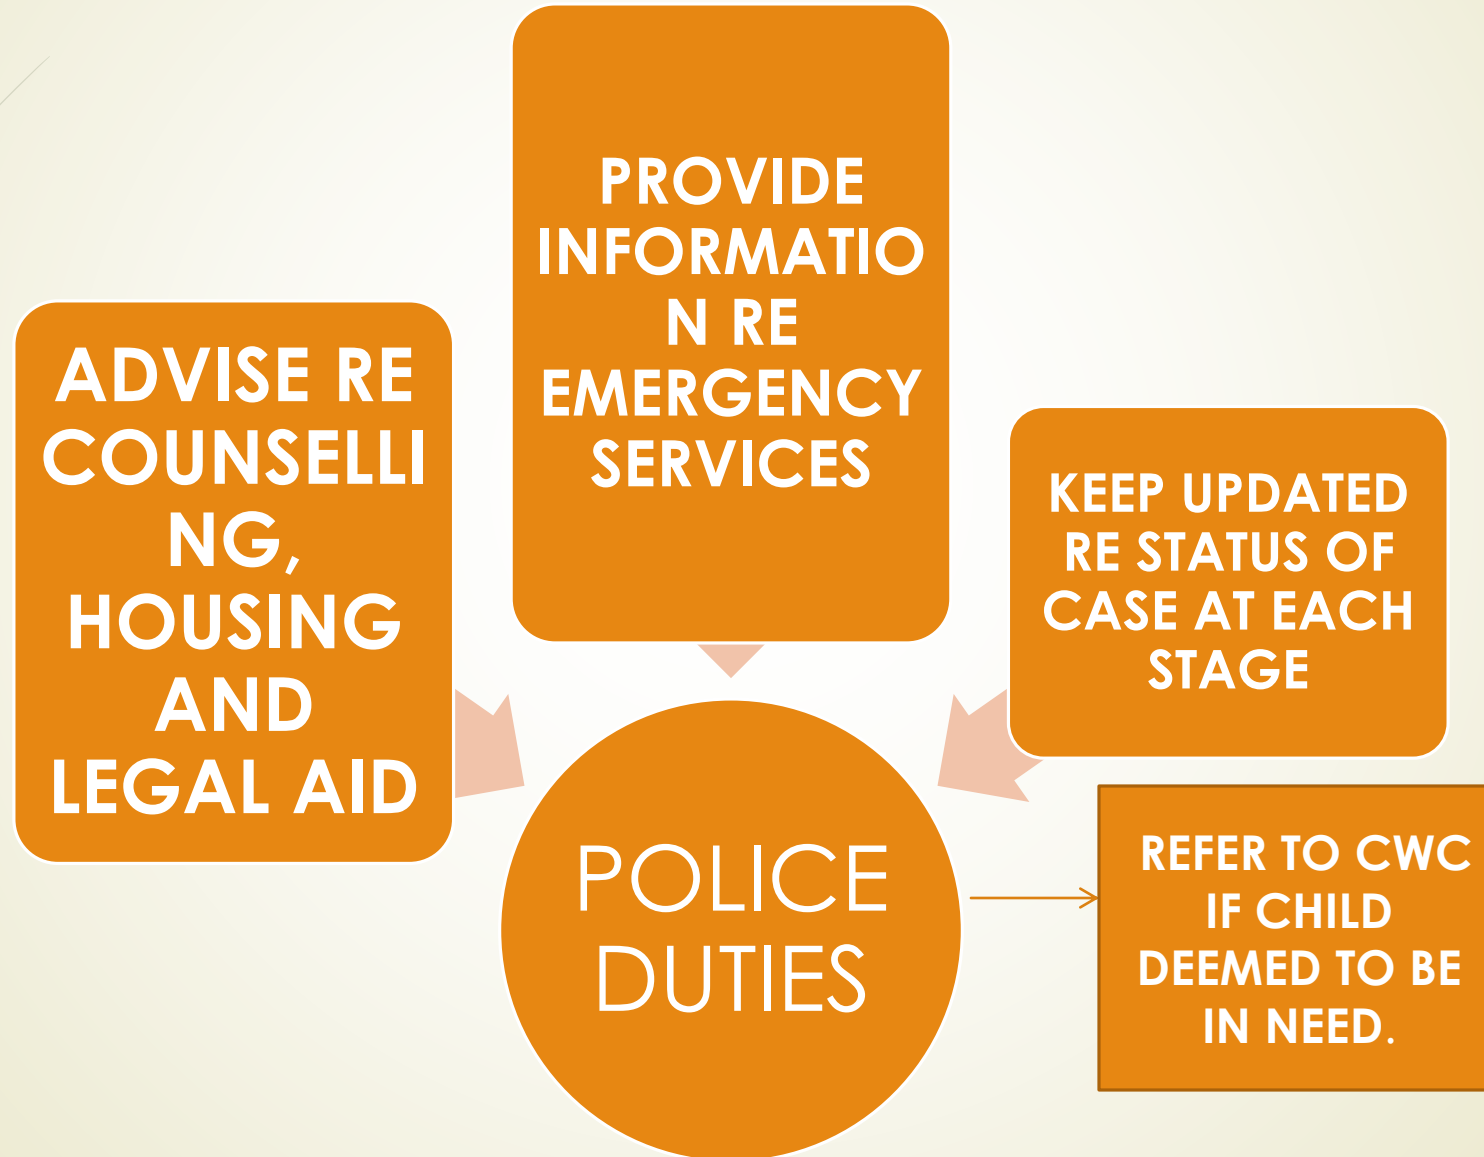 PROVIDE
INFORMATIO
N RE
EMERGENCY
SERVICES
ADVISE RE
COUNSELLI
NG,
HOUSING
AND
LEGAL AID
KEEP UPDATED
RE STATUS OF
CASE AT EACH
STAGE
POLICE
DUTIES
REFER TO CWC
IF CHILD
DEEMED TO BE
IN NEED.